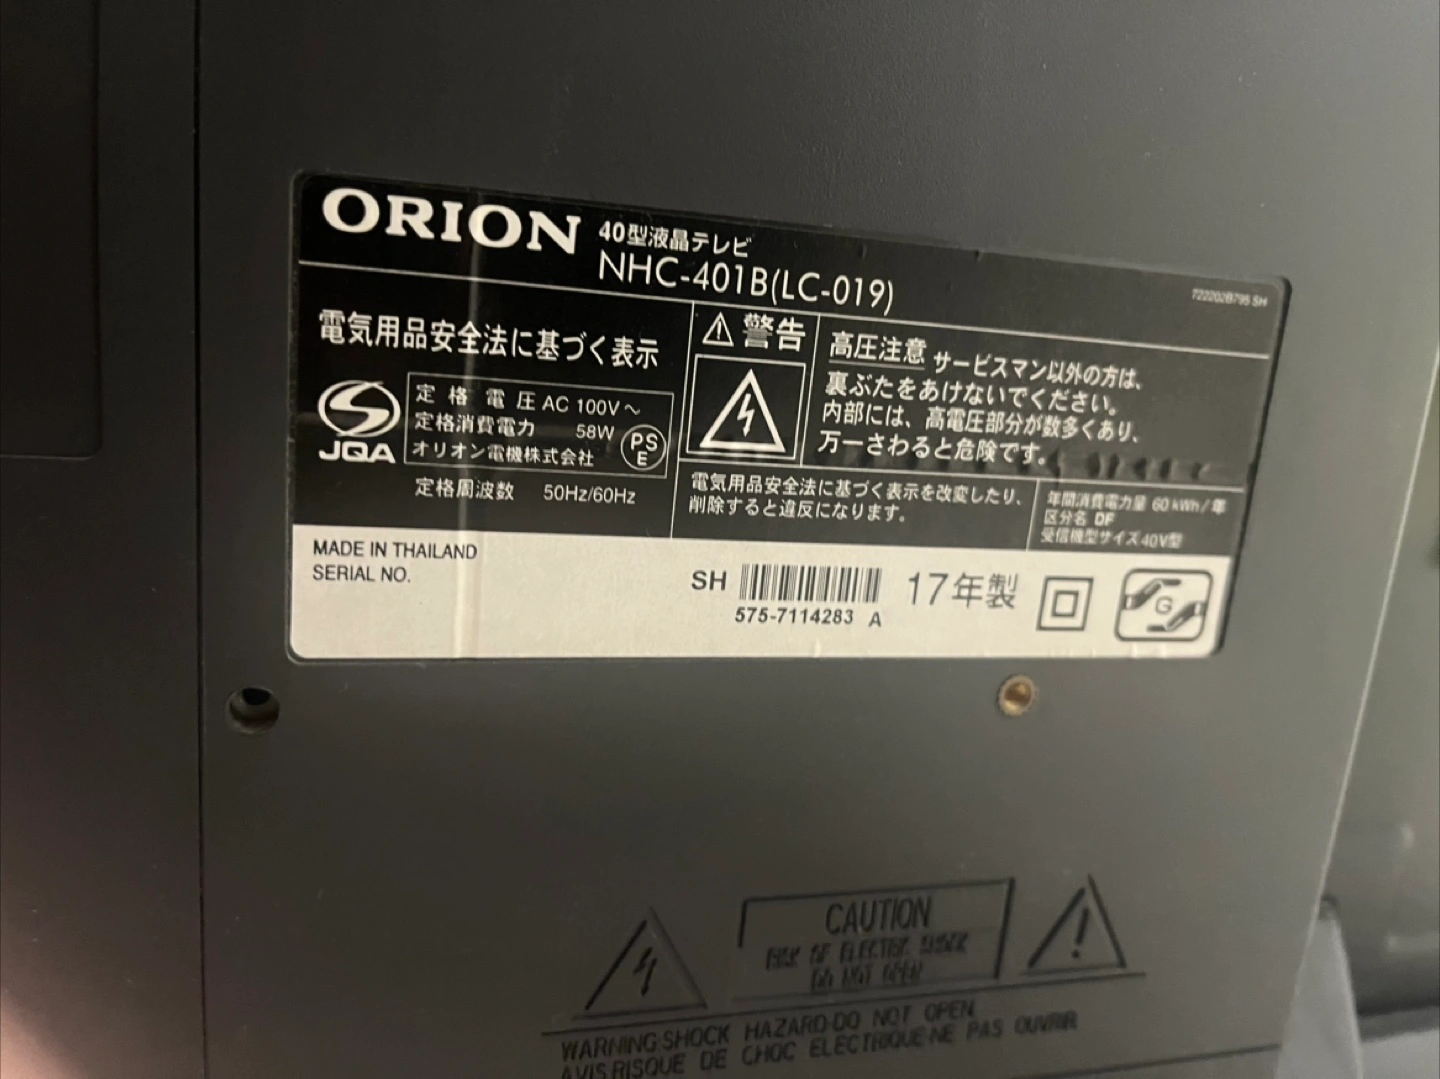 ORION 40型液晶テレビ
NHC-401B(LC-019)
722202B795 SH
電気用品安全法に基づく表示
JQA
定格電圧 AC 100V～
定格消費電力 58W
オリオン電機株式会社
PS
E
定格周波数 50Hz/60Hz
警告
高圧注意 サービスマン以外の方は、
裏ぶたをあけないでください。
内部には、高電圧部分が数多くあり、
万一さわると危険です。
電気用品安全法に基づく表示を改変したり、
削除すると違反になります。
年間消費電力量 60 kWh/年
区分名 DF
受信機型サイズ 40V型
MADE IN THAILAND
SERIAL NO.
SH
575-7114283 A
17年製
G
CAUTION
RISK OF ELECTRIC SHOCK
DO NOT OPEN
WARNING:SHOCK HAZARD-DO NOT OPEN
AVIS:RISQUE DE CHOC ELECTRIQUE-NE PAS OUVRIR